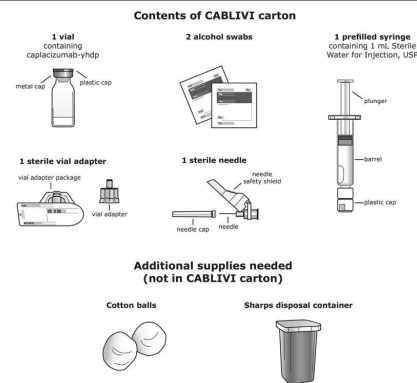 Contents of CABLIVI carton
1 vial
containing
caplacizumab-yhdp
metal cap
plastic cap
2 alcohol swabs
1 prefilled syringe
containing 1 mL Sterile
Water for Injection, USP
plunger
barrel
plastic cap
1 sterile vial adapter
vial adapter package
vial adapter
1 sterile needle
needle
safety shield
needle cap
needle
Additional supplies needed
(not in CABLIVI carton)
Cotton balls
Sharps disposal container